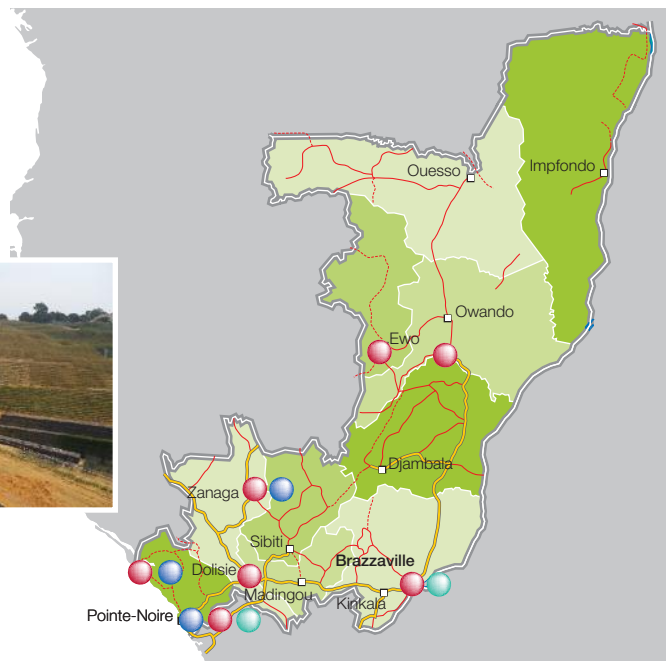 Ouesso
Impfondo
Owando
Ewo
Djambala
Zanaga
Sibiti
Brazzaville
Dolisie
Madingou
Kinkala
Pointe-Noire